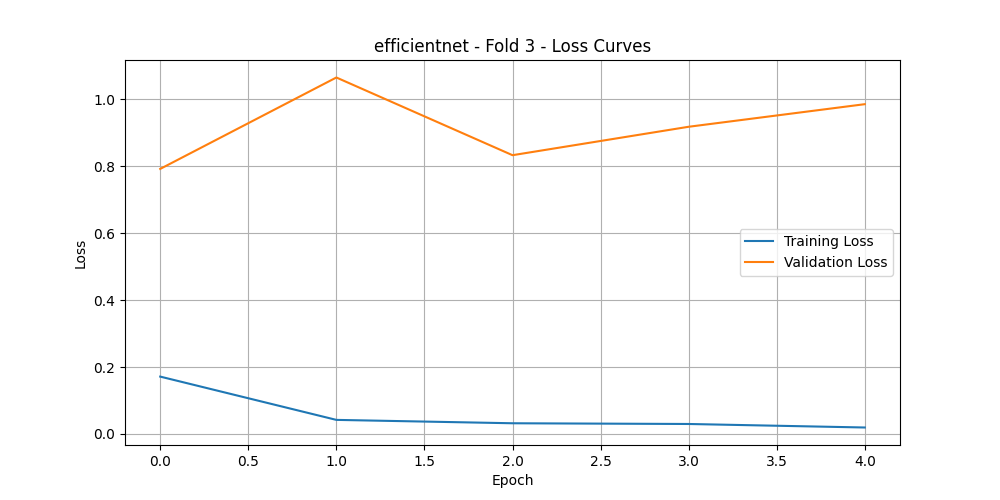 efficientnet - Fold 3 - Loss Curves
Loss
1.0
0.8
0.6
0.4
0.2
0.0
Training Loss
Validation Loss
0.0 0.5 1.0 1.5 2.0 2.5 3.0 3.5 4.0
Epoch